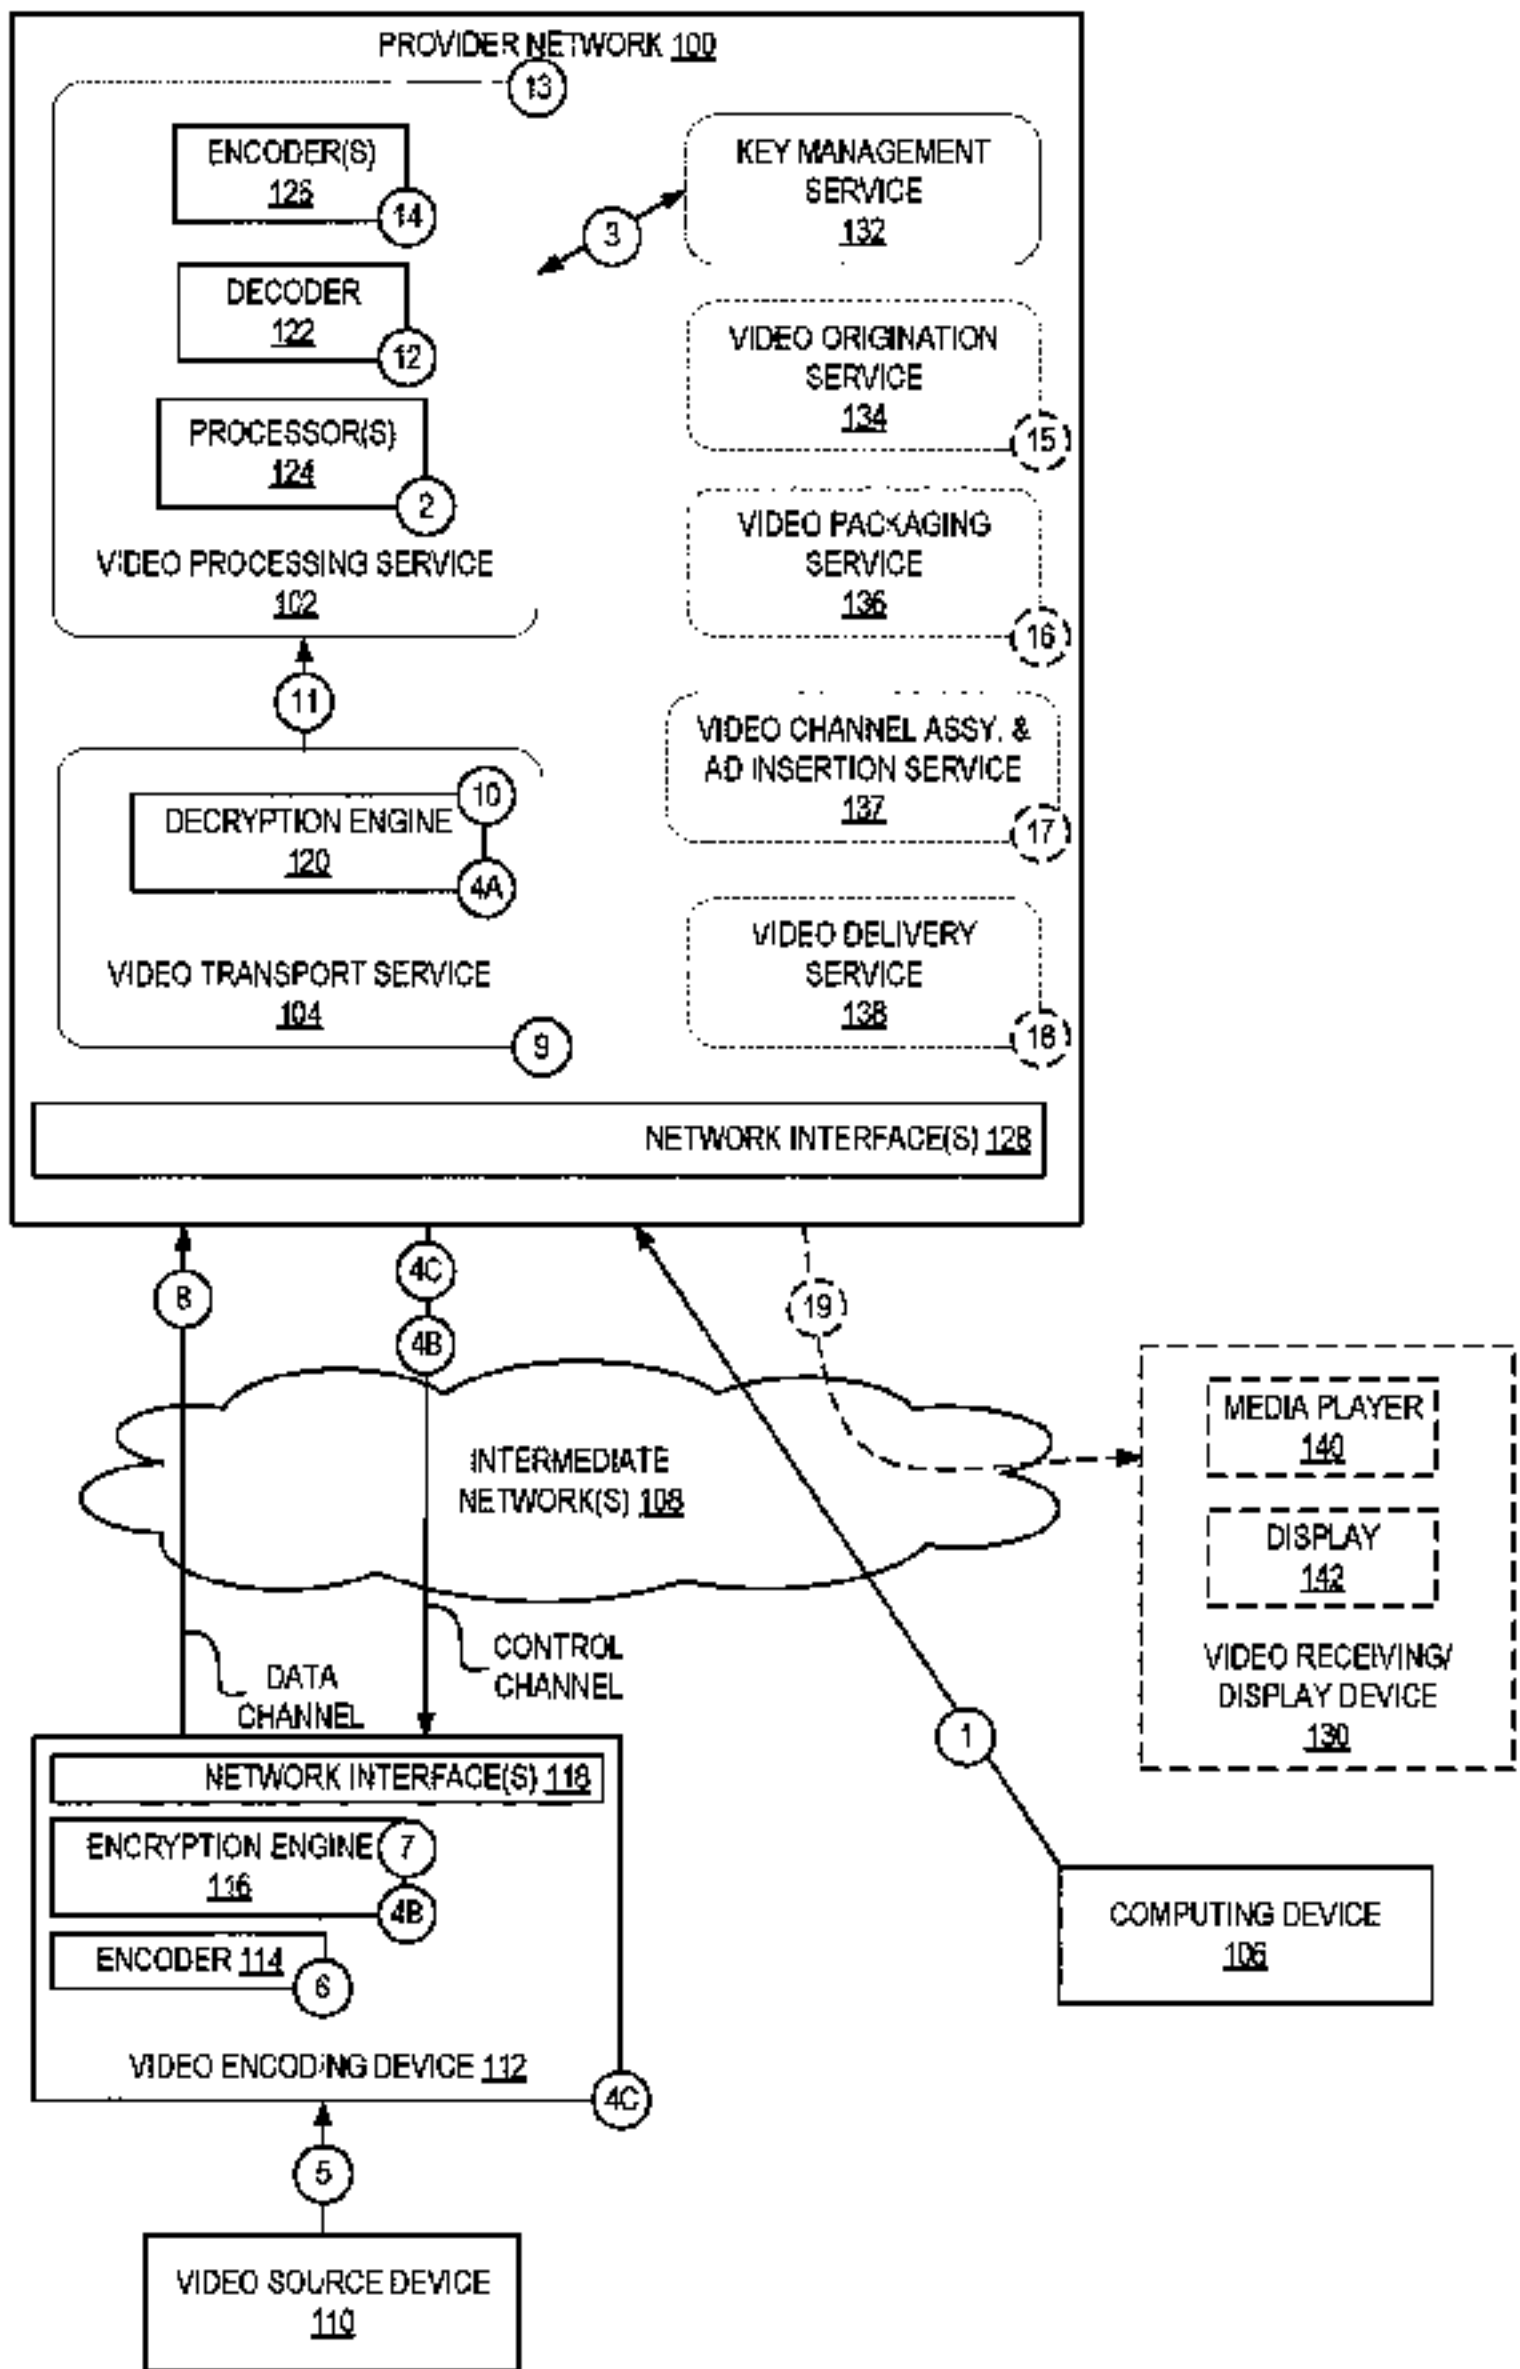 PROVIDER NETWORK 100
13
ENCODER(S)
126
14
KEY MANAGEMENT
SERVICE
132
3
DECODER
122
12
VIDEO ORIGINATION
SERVICE
134
15
PROCESSOR(S)
124
2
VIDEO PROCESSING SERVICE
102
VIDEO PACKAGING
SERVICE
136
16
11
VIDEO CHANNEL ASSY. &
AD INSERTION SERVICE
137
17
10
DECRYPTION ENGINE
120
4A
VIDEO TRANSPORT SERVICE
104
9
VIDEO DELIVERY
SERVICE
138
18
NETWORK INTERFACE(S) 128
8
4C
4B
19
INTERMEDIATE
NETWORK(S) 108
MEDIA PLAYER
140
DISPLAY
142
VIDEO RECEIVING/
DISPLAY DEVICE
130
DATA
CHANNEL
CONTROL
CHANNEL
1
NETWORK INTERFACE(S) 118
ENCRYPTION ENGINE
116
7
4B
ENCODER 114
6
VIDEO ENCODING DEVICE 112
4C
COMPUTING DEVICE
106
5
VIDEO SOURCE DEVICE
110